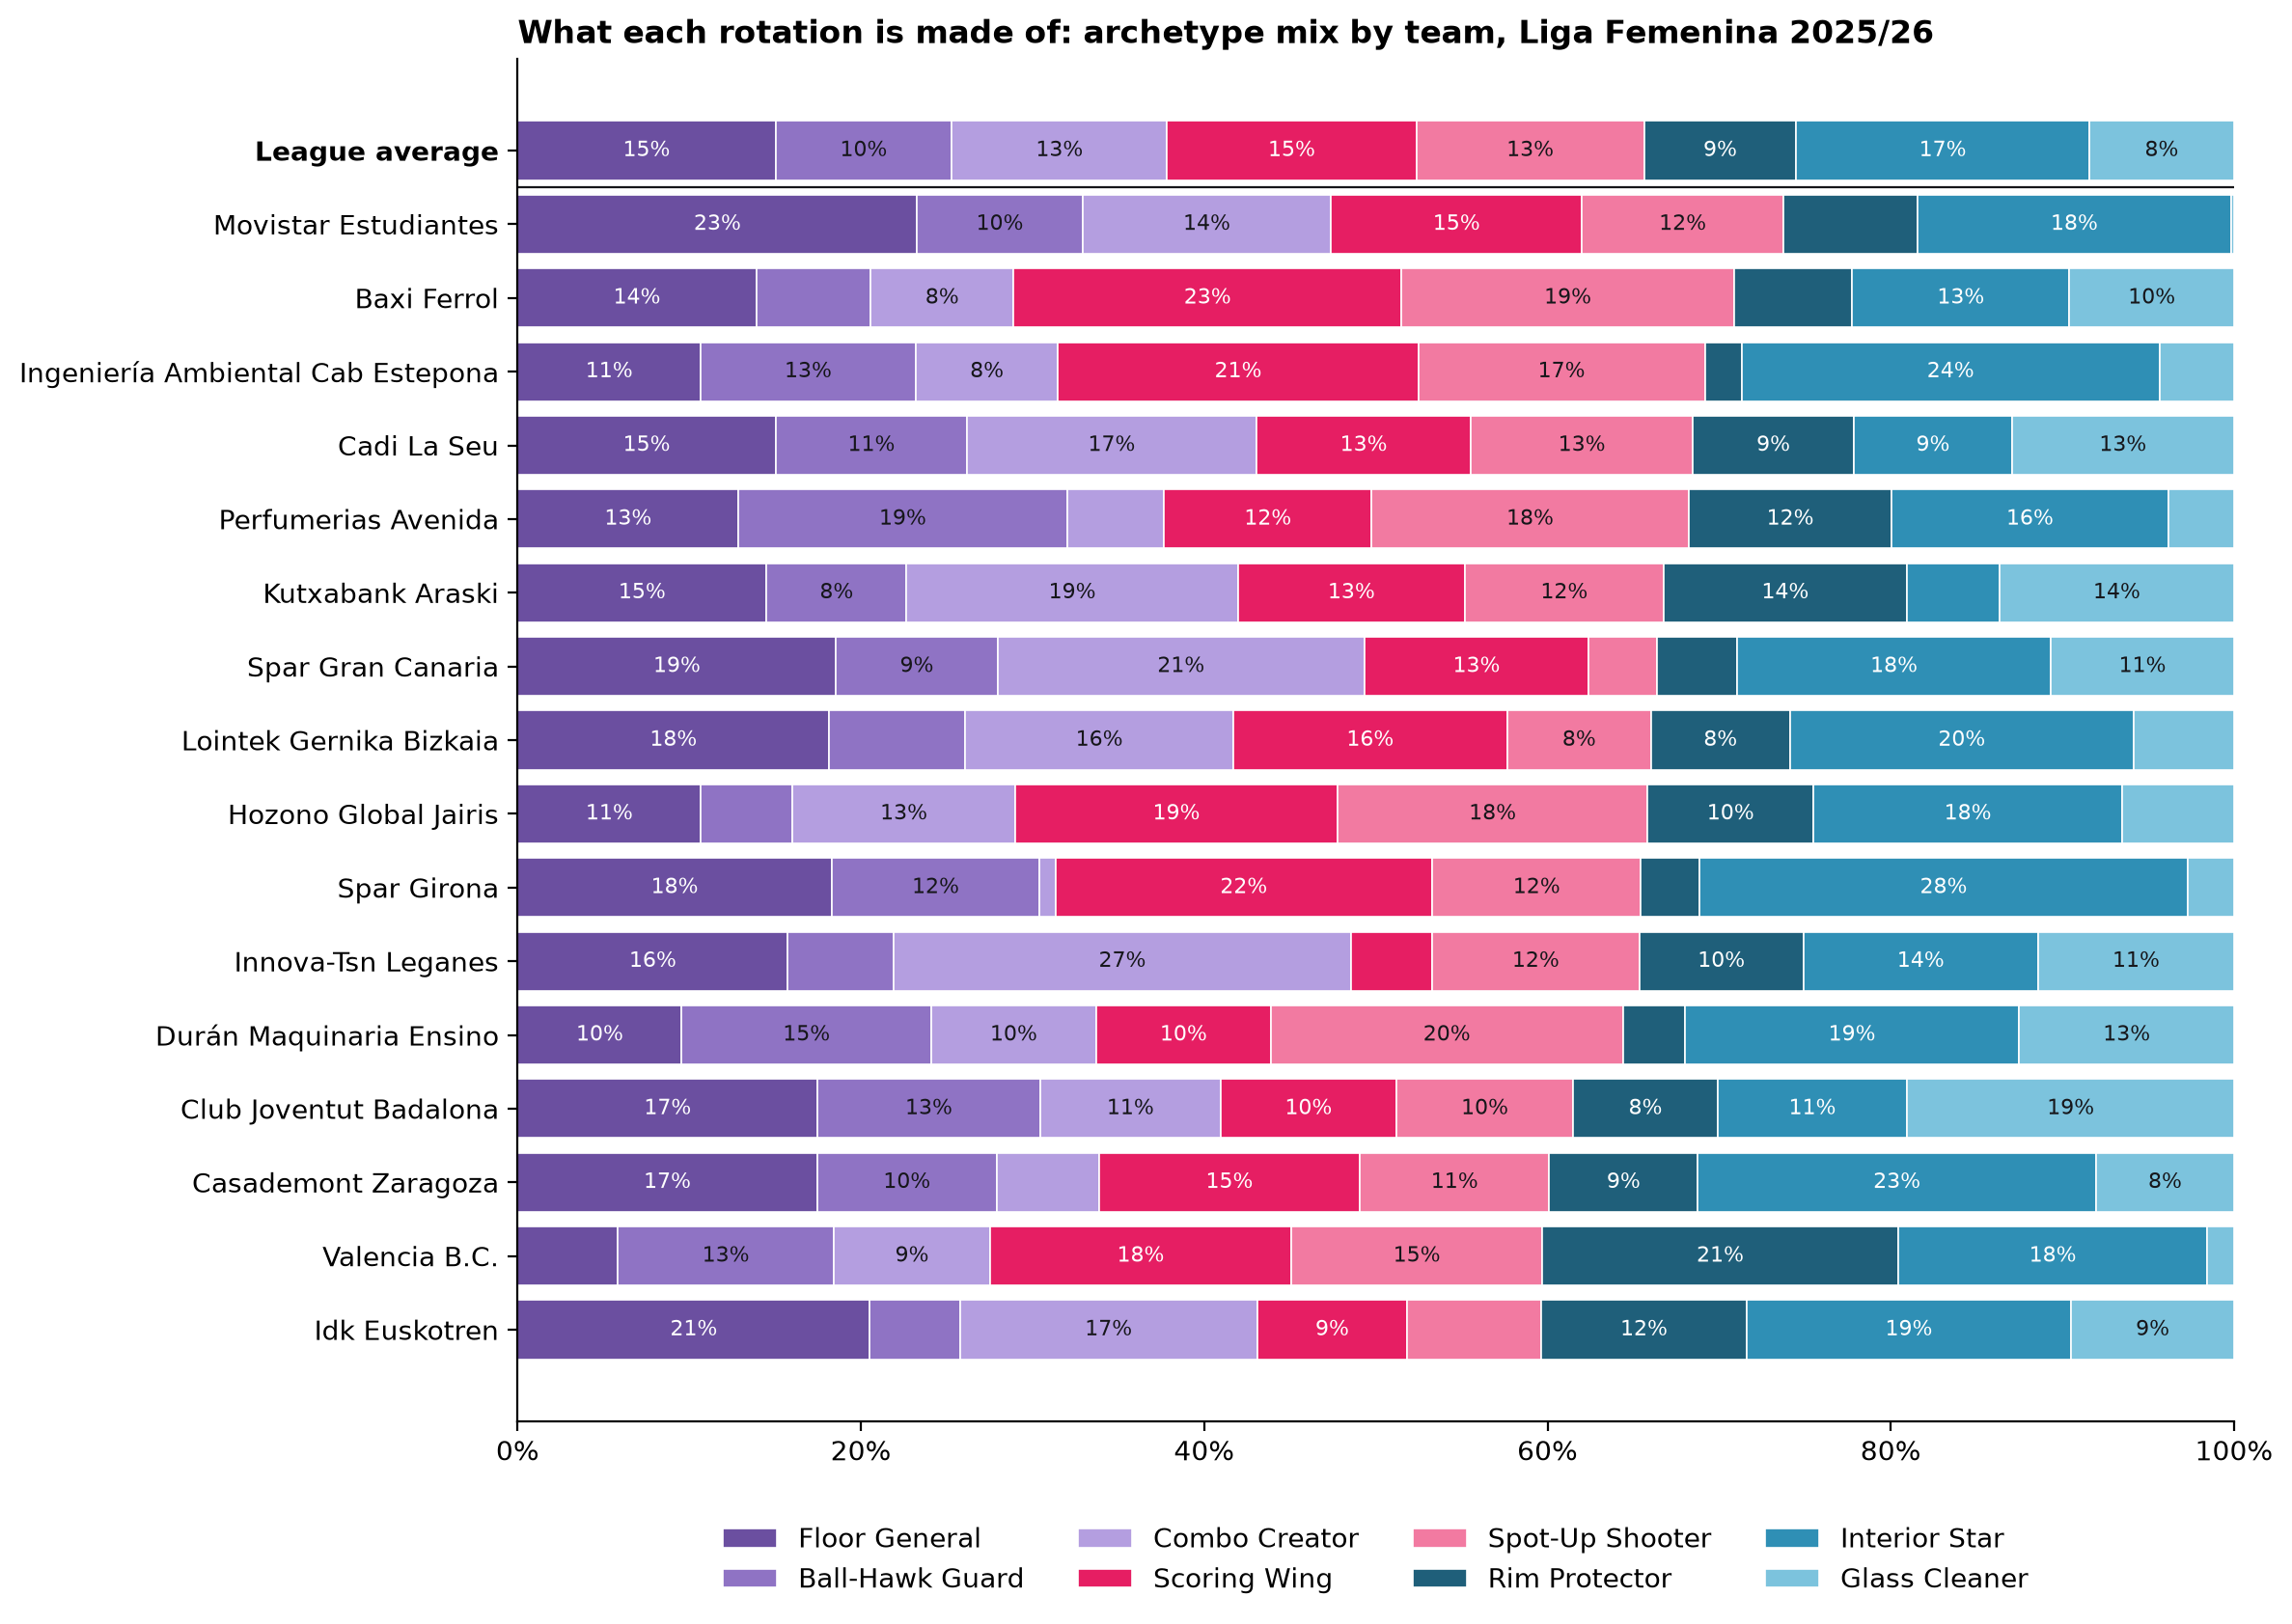 What each rotation is made of: archetype mix by team, Liga Femenina 2025/26
League average 15% 10% 13% 15% 13% 9% 17% 8%
Movistar Estudiantes 23% 10% 14% 15% 12% 18%
Baxi Ferrol 14% 8% 23% 19% 13% 10%
Ingeniería Ambiental Cab Estepona 11% 13% 8% 21% 17% 24%
Cadi La Seu 15% 11% 17% 13% 13% 9% 9% 13%
Perfumerias Avenida 13% 19% 12% 18% 12% 16%
Kutxabank Araski 15% 8% 19% 13% 12% 14% 14%
Spar Gran Canaria 19% 9% 21% 13% 18% 11%
Lointek Gernika Bizkaia 18% 16% 16% 8% 8% 20%
Hozono Global Jairis 11% 13% 19% 18% 10% 18%
Spar Girona 18% 12% 22% 12% 28%
Innova-Tsn Leganes 16% 27% 12% 10% 14% 11%
Durán Maquinaria Ensino 10% 15% 10% 10% 20% 19% 13%
Club Joventut Badalona 17% 13% 11% 10% 10% 8% 11% 19%
Casademont Zaragoza 17% 10% 15% 11% 9% 23% 8%
Valencia B.C. 13% 9% 18% 15% 21% 18%
Idk Euskotren 21% 17% 9% 12% 19% 9%
0% 20% 40% 60% 80% 100%
Floor General Combo Creator Spot-Up Shooter Interior Star
Ball-Hawk Guard Scoring Wing Rim Protector Glass Cleaner